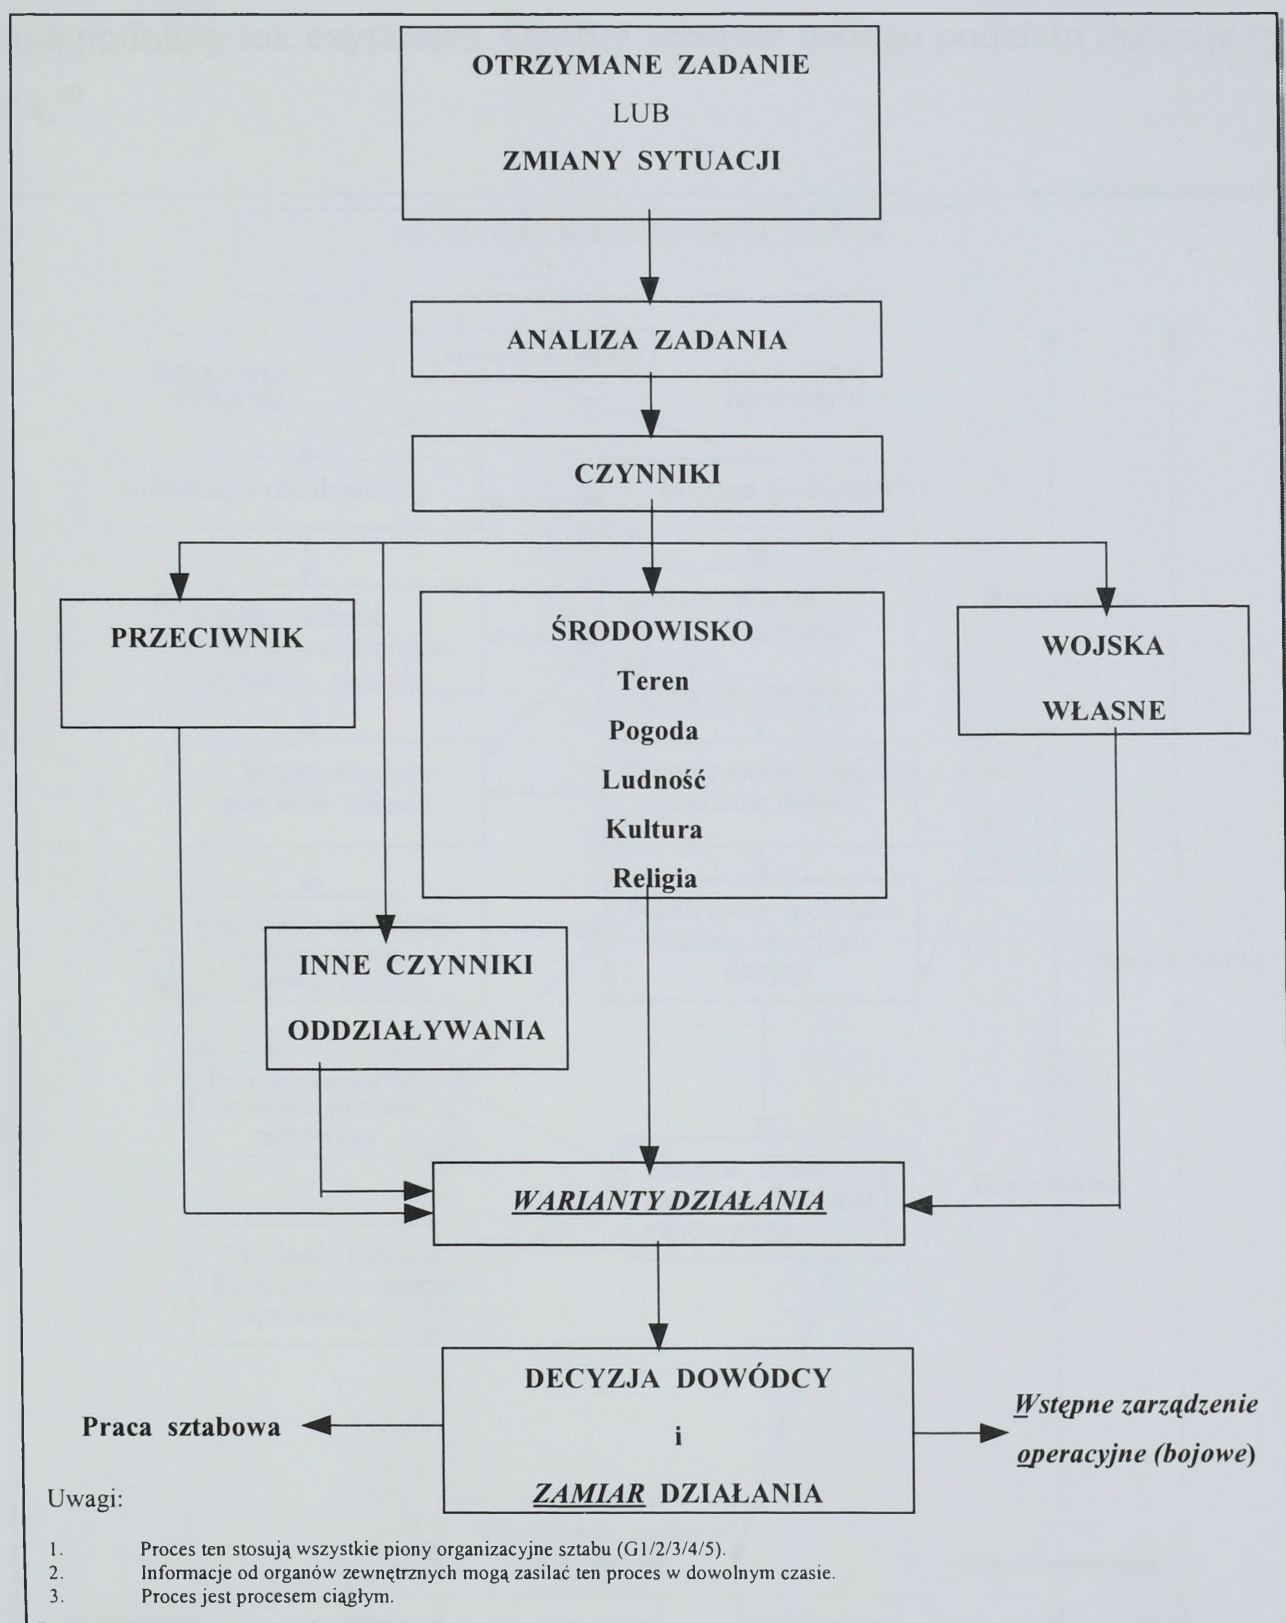 OTRZYMANE ZADANIE
LUB
ZMIANY SYTUACJI
ANALIZA ZADANIA
CZYNNIKI
PRZECIWNIK
ŚRODOWISKO
Teren
Pogoda
Ludność
Kultura
Religia
WOJSKA
WŁASNE
INNE CZYNNIKI
ODDZIAŁYWANIA
WARIANTY DZIAŁANIA
DECYZJA DOWÓDCY
i
ZAMIAR DZIAŁANIA
Praca sztabowa
Wstępne zarządzenie
operacyjne (bojowe)
Uwagi:
1. Proces ten stosują wszystkie piony organizacyjne sztabu (G1/2/3/4/5).
2. Informacje od organów zewnętrznych mogą zasilać ten proces w dowolnym czasie.
3. Proces jest procesem ciągłym.